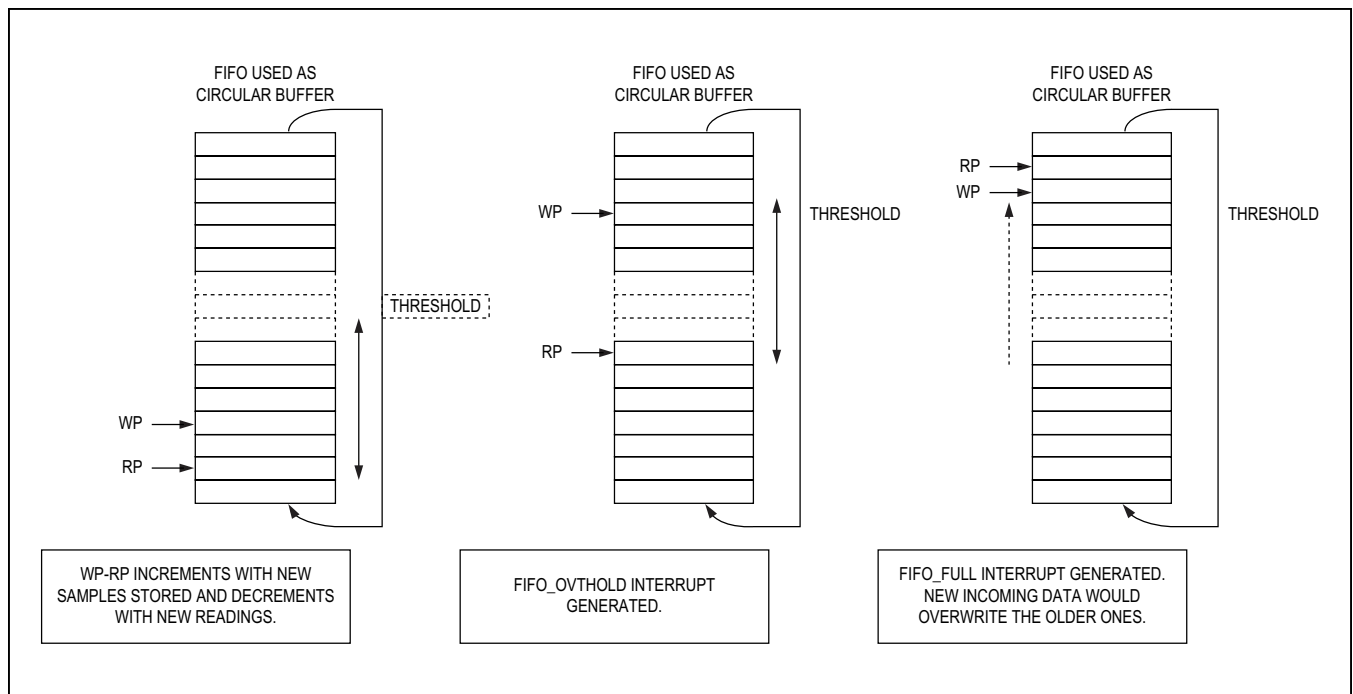 FIFO USED AS
CIRCULAR BUFFER
THRESHOLD
WP
RP
WP-RP INCREMENTS WITH NEW
SAMPLES STORED AND DECREMENTS
WITH NEW READINGS.
FIFO USED AS
CIRCULAR BUFFER
WP
THRESHOLD
RP
FIFO_OVTHOLD INTERRUPT
GENERATED.
FIFO USED AS
CIRCULAR BUFFER
RP
WP
THRESHOLD
FIFO_FULL INTERRUPT GENERATED.
NEW INCOMING DATA WOULD
OVERWRITE THE OLDER ONES.